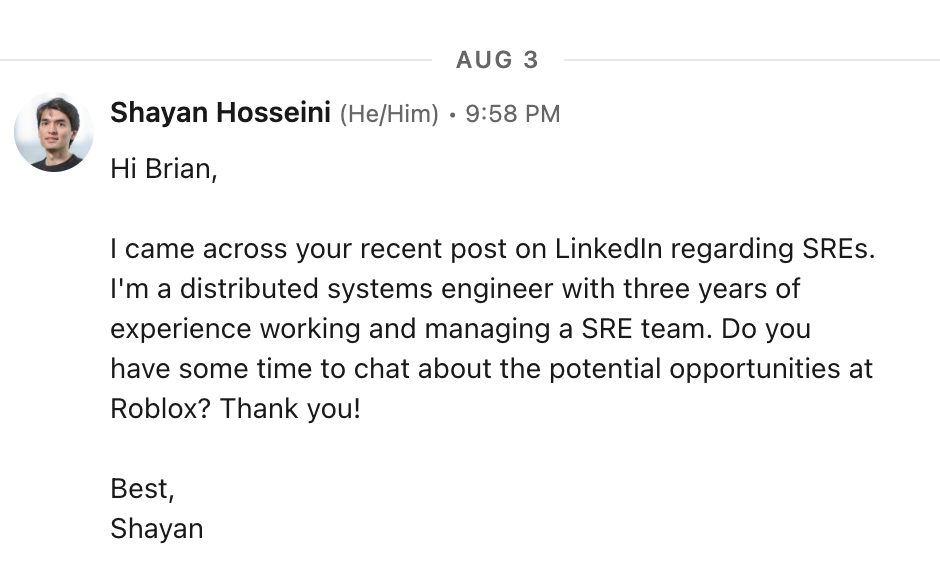 AUG 3
Shayan Hosseini (He/Him) • 9:58 PM
Hi Brian,
I came across your recent post on LinkedIn regarding SREs.
I'm a distributed systems engineer with three years of
experience working and managing a SRE team. Do you
have some time to chat about the potential opportunities at
Roblox? Thank you!
Best,
Shayan